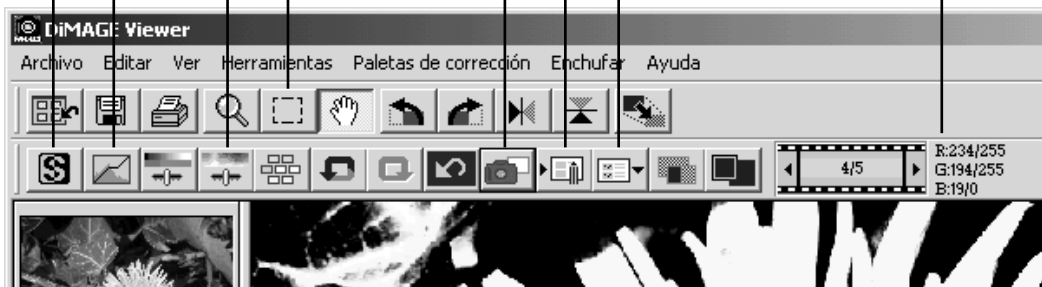 DiMAGE Viewer
Archivo Editar Ver Herramientas Paletas de corrección Enchufar Ayuda
S
4/5
R:234/255
G:194/255
B:19/0